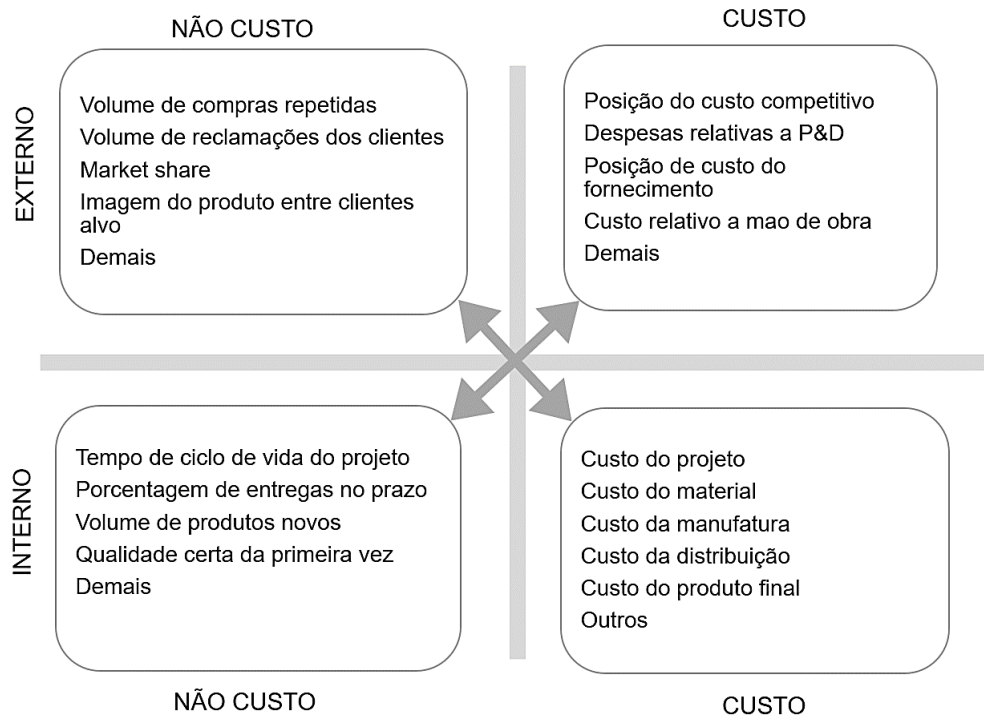 NÃO CUSTO
CUSTO
EXTERNO
Volume de compras repetidas
Volume de reclamações dos clientes
Market share
Imagem do produto entre clientes
alvo
Demais
Posição do custo competitivo
Despesas relativas a P&D
Posição de custo do
fornecimento
Custo relativo a mao de obra
Demais
INTERNO
Tempo de ciclo de vida do projeto
Porcentagem de entregas no prazo
Volume de produtos novos
Qualidade certa da primeira vez
Demais
Custo do projeto
Custo do material
Custo da manufatura
Custo da distribuição
Custo do produto final
Outros
NÃO CUSTO
CUSTO